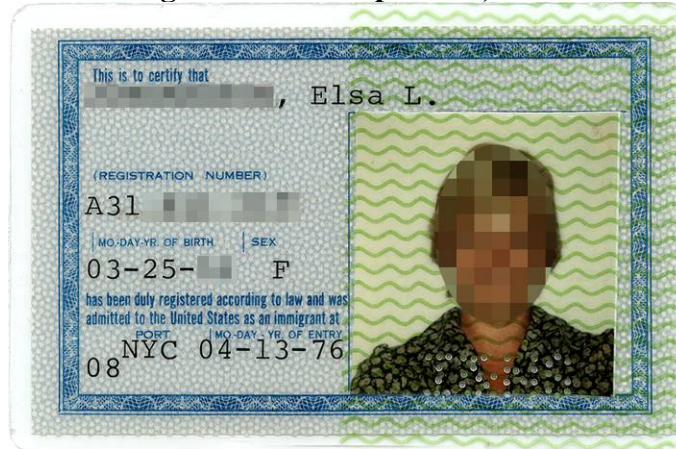 This is to certify that
, Elsa L.
(REGISTRATION NUMBER)
A31
MO.-DAY-YR. OF BIRTH SEX
03-25- F
has been duly registered according to law and was
admitted to the United States as an immigrant at
PORT MO.-DAY-YR. OF ENTRY
NYC 04-13-76
08